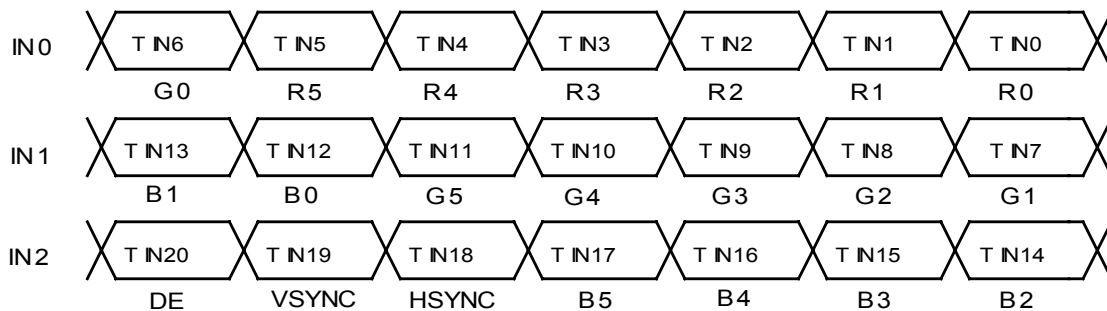 IN0 TIN6 TIN5 TIN4 TIN3 TIN2 TIN1 TIN0
G0 R5 R4 R3 R2 R1 R0
IN1 TIN13 TIN12 TIN11 TIN10 TIN9 TIN8 TIN7
B1 B0 G5 G4 G3 G2 G1
IN2 TIN20 TIN19 TIN18 TIN17 TIN16 TIN15 TIN14
DE VSYNC HSYNC B5 B4 B3 B2